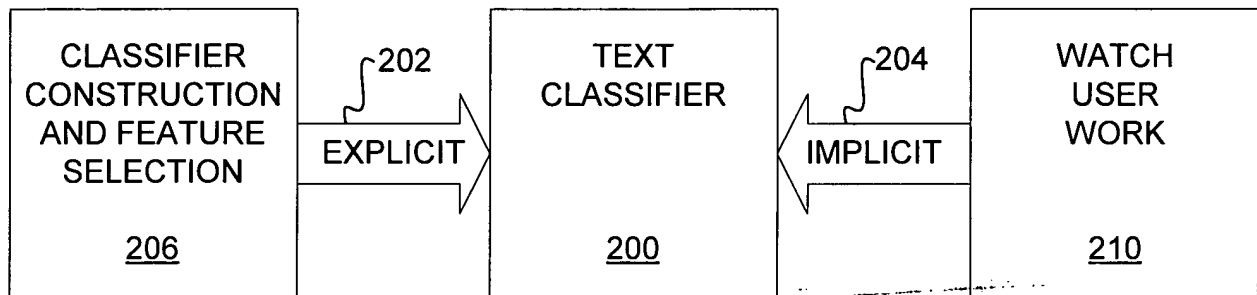 CLASSIFIER
CONSTRUCTION
AND FEATURE
SELECTION
206
202
EXPLICIT
TEXT
CLASSIFIER
200
204
IMPLICIT
WATCH
USER
WORK
210